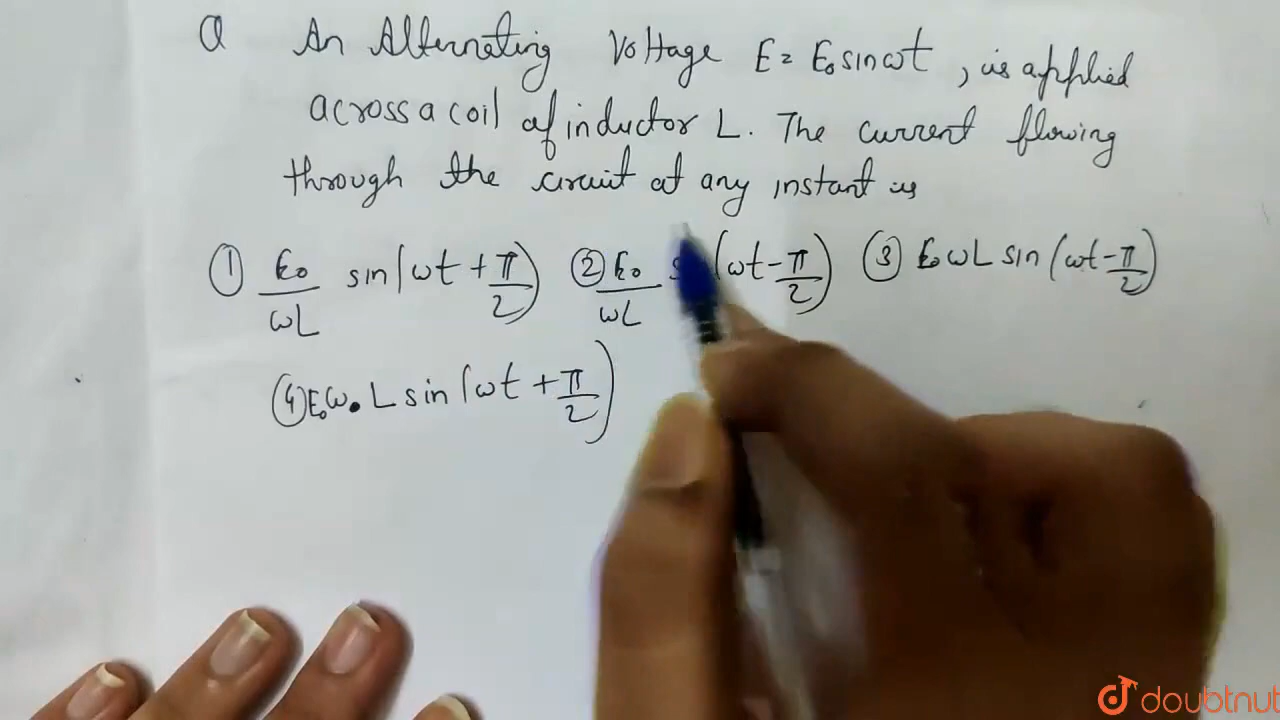 Q An Alternating Voltage E = E₀ sin ωt, is applied
across a coil of inductor L. The current flowing
through the circuit at any instant is
① E₀/ωL sin(ωt + π/2) ② E₀/ωL (ωt - π/2) ③ E₀ωL sin(ωt - π/2)
④ E₀ω.L sin(ωt + π/2)
doubtnut